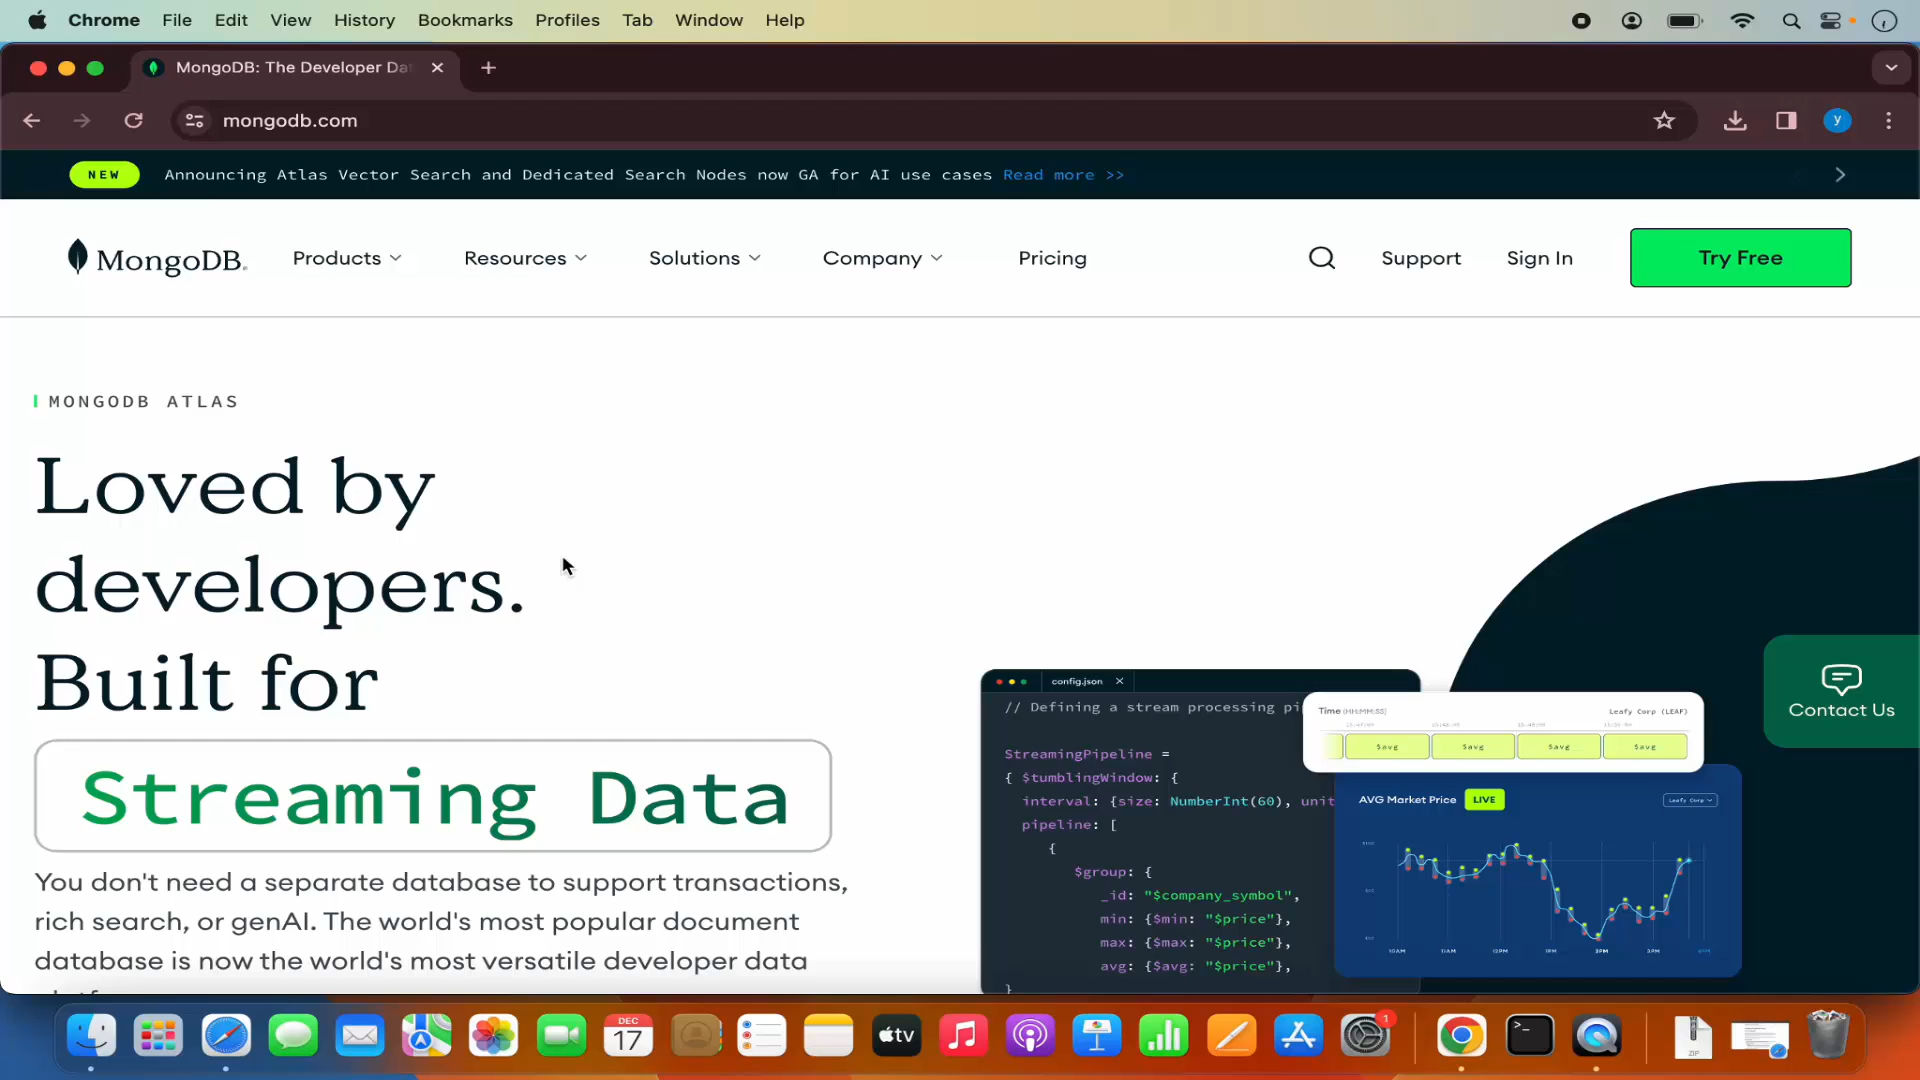 Chrome File Edit View History Bookmarks Profiles Tab Window Help
MongoDB: The Developer Da
mongodb.com
y
NEW Announcing Atlas Vector Search and Dedicated Search Nodes now GA for AI use cases Read more >>
MongoDB. Products Resources Solutions Company Pricing Support Sign In Try Free
MONGODB ATLAS
Loved by
developers.
Built for
Streaming Data
You don't need a separate database to support transactions,
rich search, or genAI. The world's most popular document
database is now the world's most versatile developer data
config.json
// Defining a stream processing pi
StreamingPipeline =
{ $tumblingWindow: {
interval: {size: NumberInt(60), unit
pipeline: [
{
$group: {
_id: "$company_symbol",
min: {$min: "$price"},
max: {$max: "$price"},
avg: {$avg: "$price"},
}
Time (HH:MM:SS) Leafy Corp (LEAF)
$avg $avg $avg $avg
AVG Market Price LIVE Leafy Corp
10AM 11AM 12PM 1PM 2PM 3PM 4PM
Contact Us
DEC
17
tv
1
ZIP